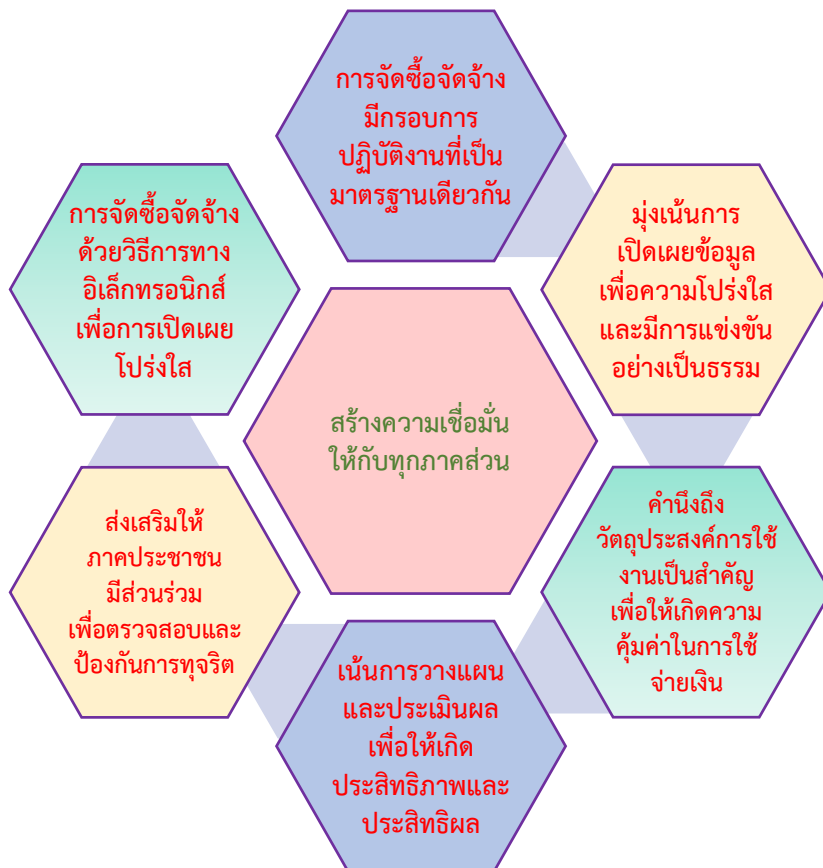 การจัดซื้อจัดจ้าง
มีกรอบการ
ปฏิบัติงานที่เป็น
มาตรฐานเดียวกัน
มุ่งเน้นการ
เปิดเผยข้อมูล
เพื่อความโปร่งใส
และมีการแข่งขัน
อย่างเป็นธรรม
คำนึงถึง
วัตถุประสงค์การใช้
งานเป็นสำคัญ
เพื่อให้เกิดความ
คุ้มค่าในการใช้
จ่ายเงิน
เน้นการวางแผน
และประเมินผล
เพื่อให้เกิด
ประสิทธิภาพและ
ประสิทธิผล
ส่งเสริมให้
ภาคประชาชน
มีส่วนร่วม
เพื่อตรวจสอบและ
ป้องกันการทุจริต
การจัดซื้อจัดจ้าง
ด้วยวิธีการทาง
อิเล็กทรอนิกส์
เพื่อการเปิดเผย
โปร่งใส
สร้างความเชื่อมั่น
ให้กับทุกภาคส่วน